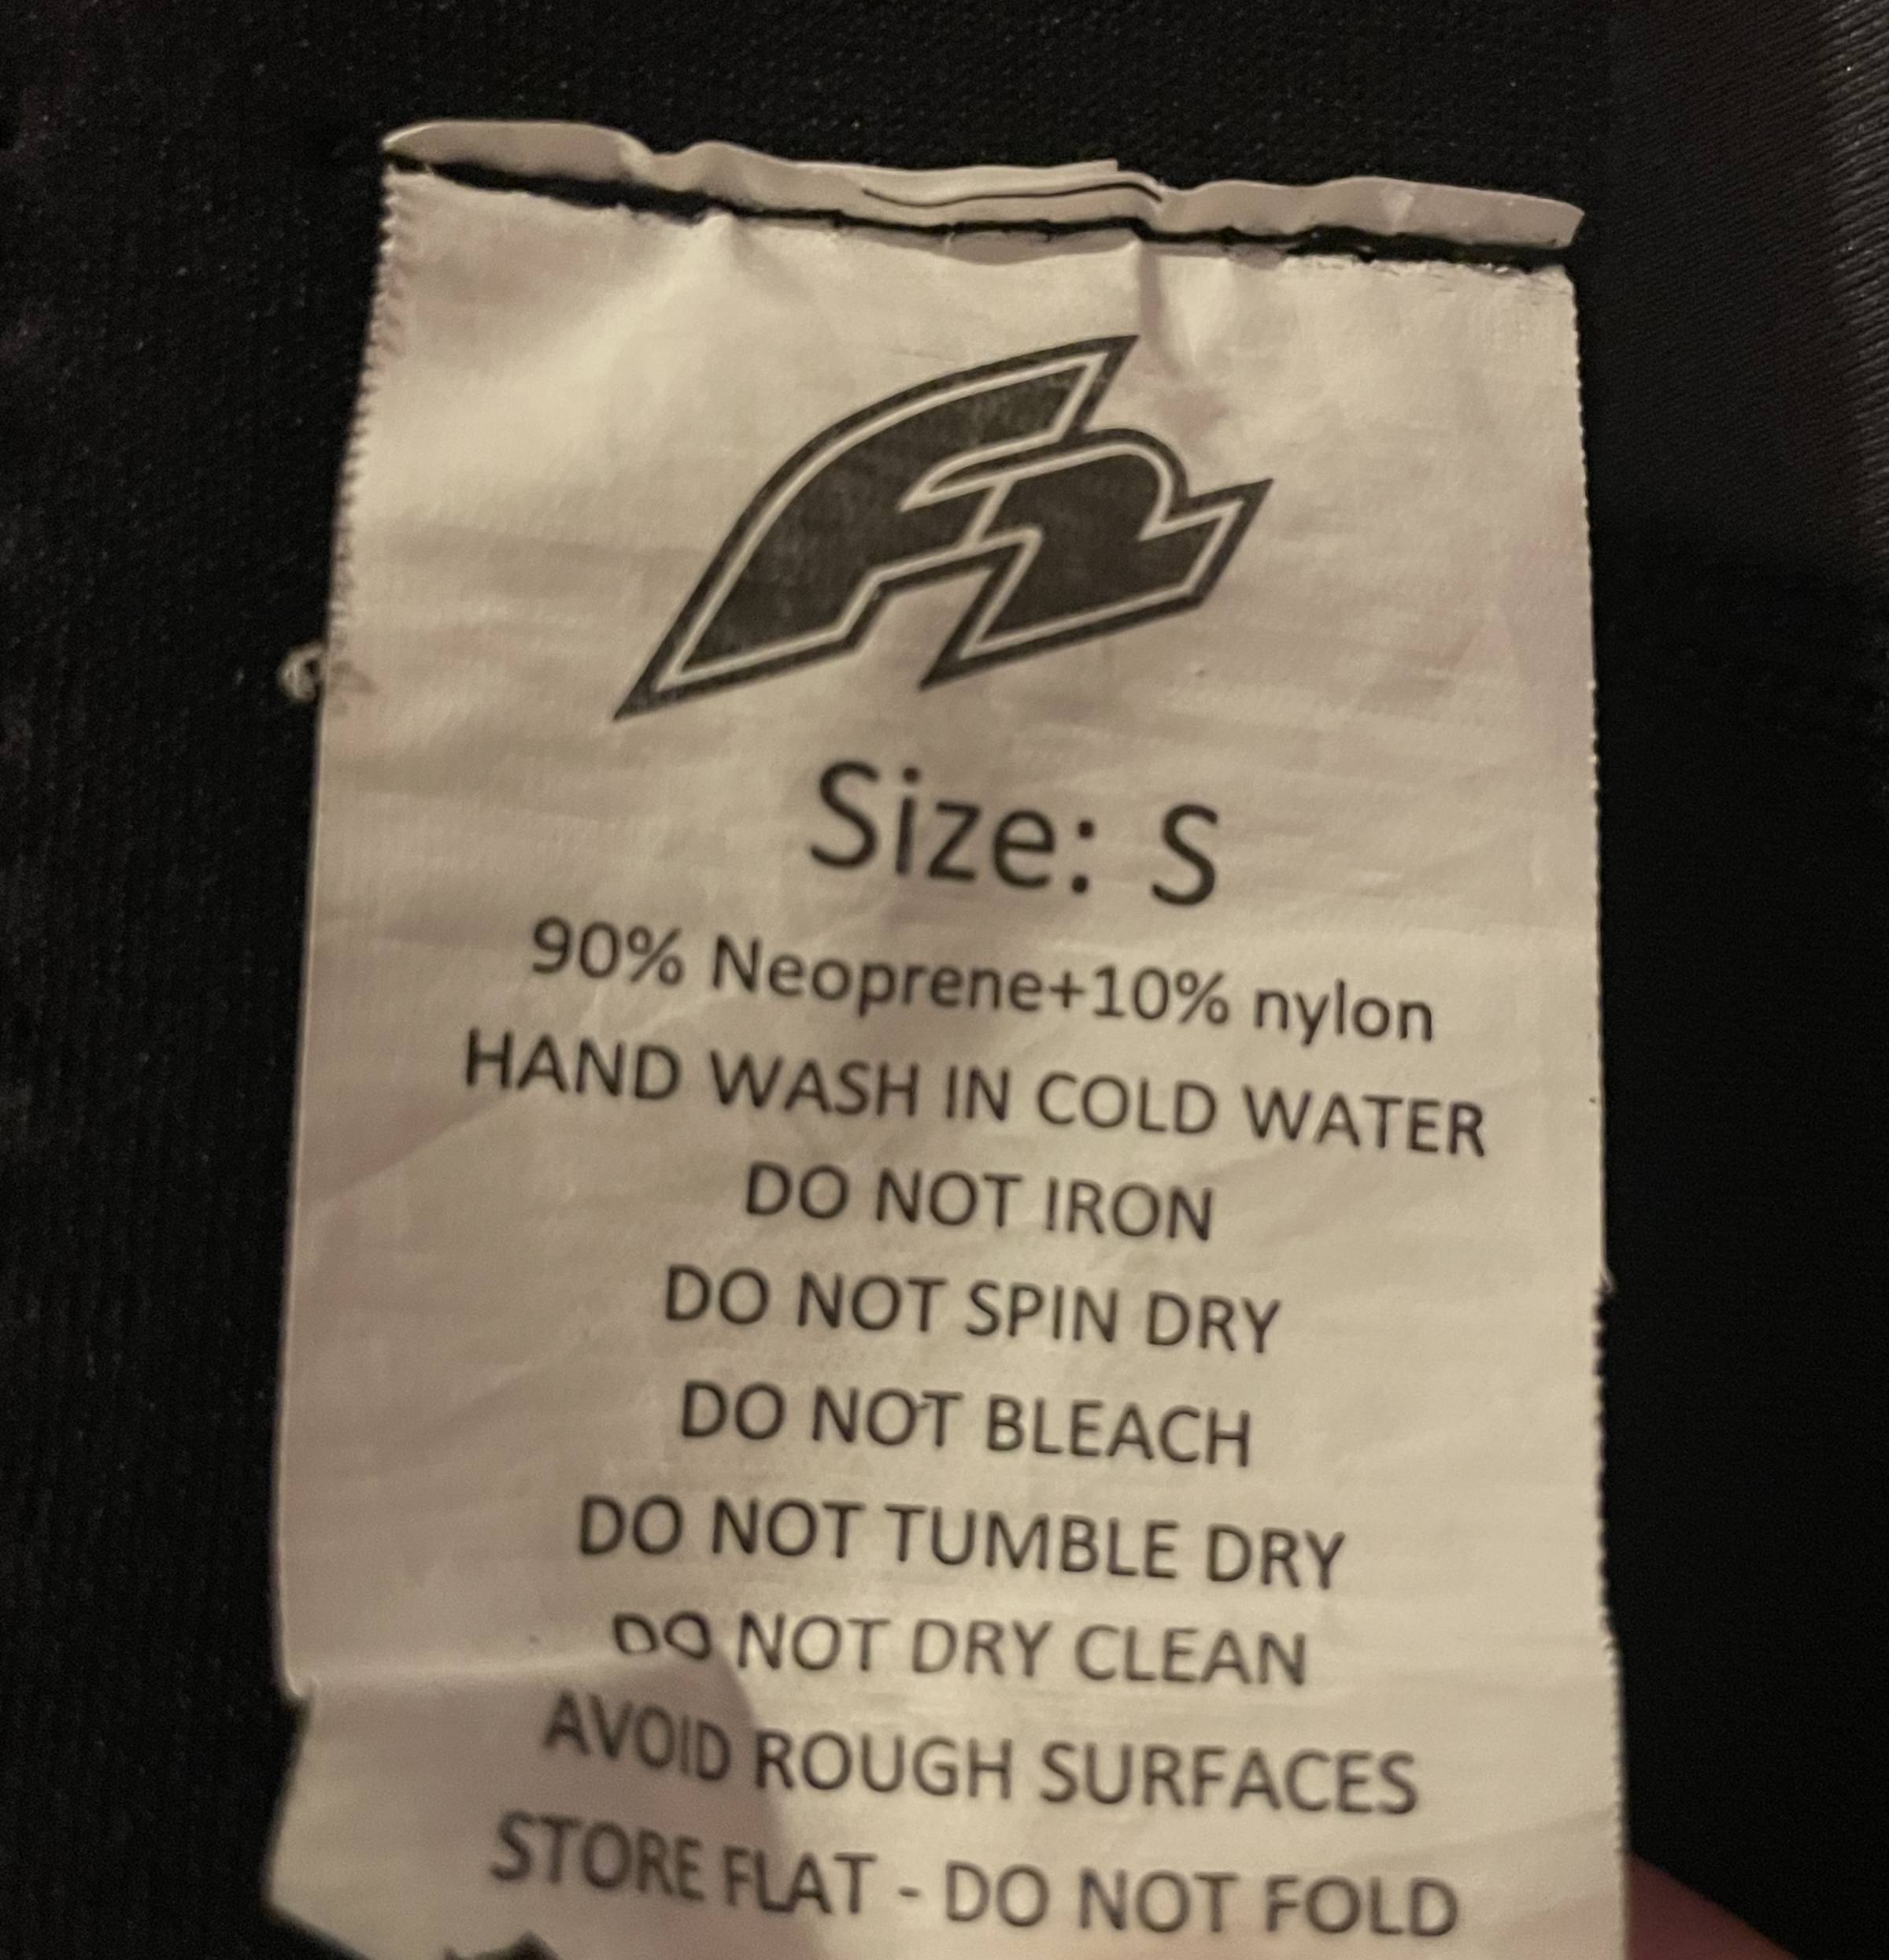 F2
Size: S
90% Neoprene+10% nylon
HAND WASH IN COLD WATER
DO NOT IRON
DO NOT SPIN DRY
DO NOT BLEACH
DO NOT TUMBLE DRY
DO NOT DRY CLEAN
AVOID ROUGH SURFACES
STORE FLAT - DO NOT FOLD